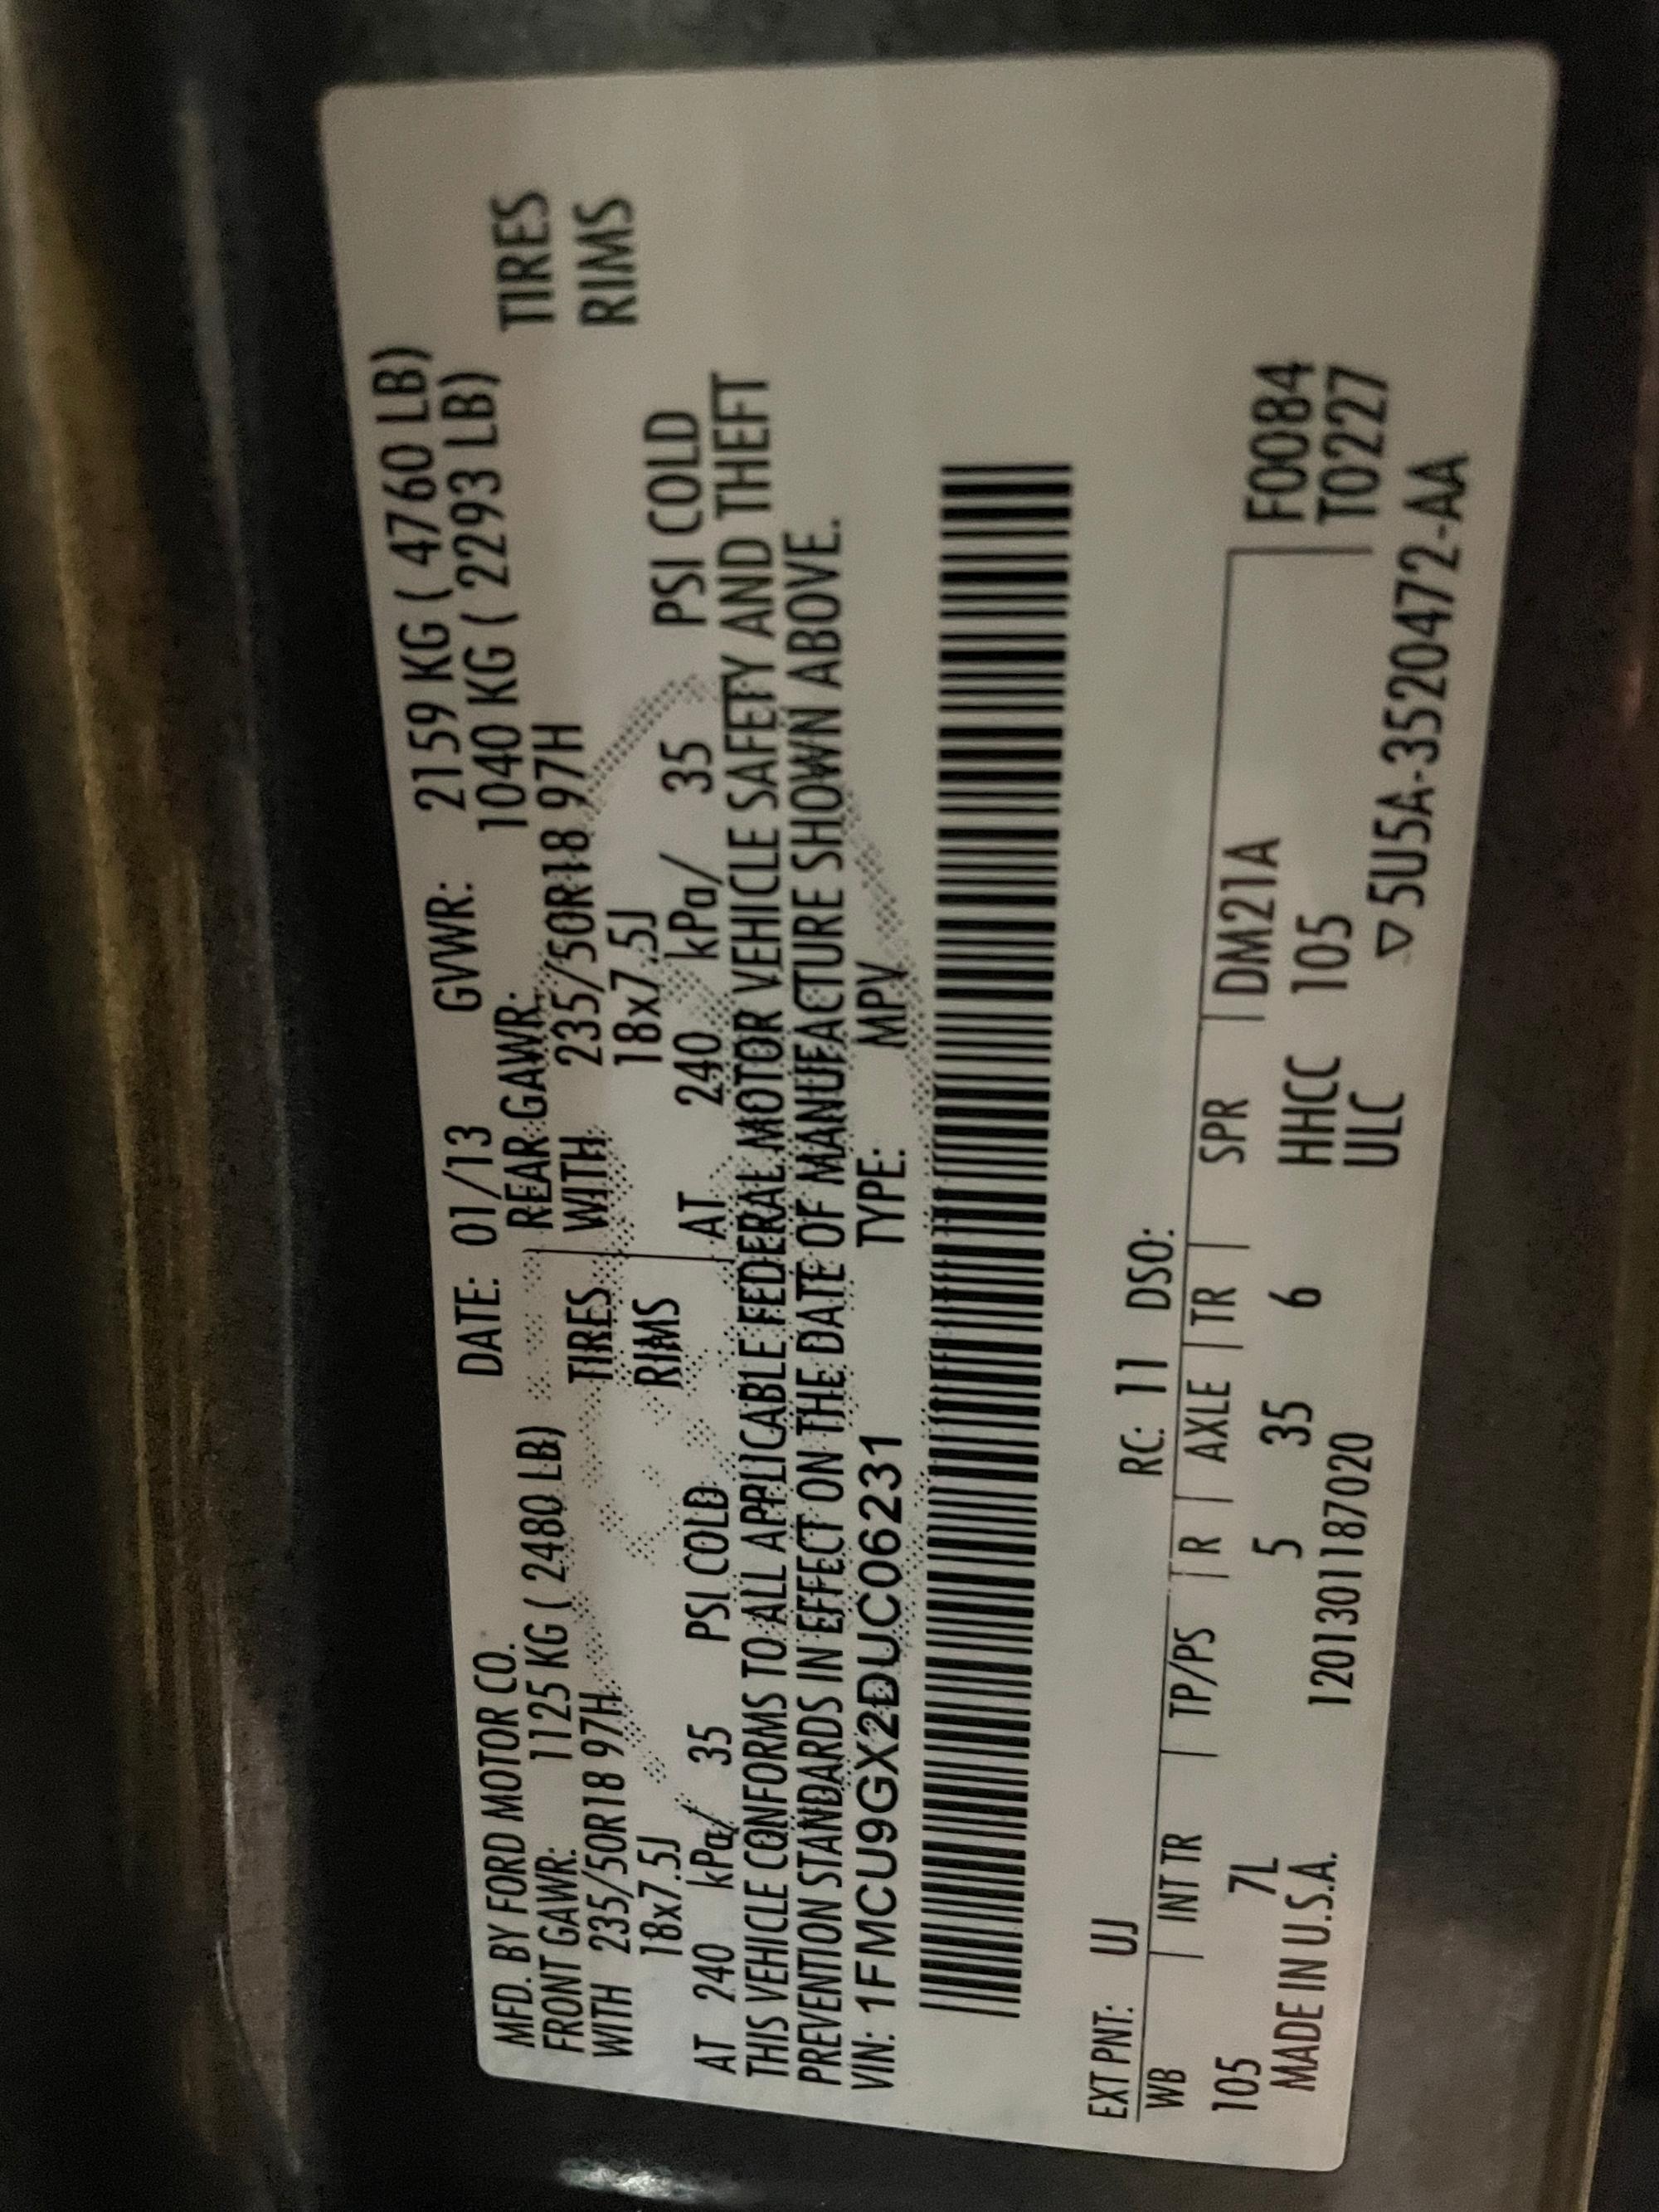 MFD. BY FORD MOTOR CO. DATE: 01/13 GVWR: 2159 KG ( 4760 LB)
FRONT GAWR: 1125 KG ( 2480 LB) REAR GAWR: 1040 KG ( 2293 LB)
WITH 235/50R18 97H TIRES WITH 235/50R18 97H TIRES
18x7.5J RIMS 18x7.5J RIMS
AT 240 kPa/ 35 PSI COLD AT 240 kPa/ 35 PSI COLD
THIS VEHICLE CONFORMS TO ALL APPLICABLE FEDERAL MOTOR VEHICLE SAFETY AND THEFT
PREVENTION STANDARDS IN EFFECT ON THE DATE OF MANUFACTURE SHOWN ABOVE.
VIN: 1FMCU9GX2DUC06231 TYPE: MPV
EXT PNT: UJ RC: 11 DSO:
WB INT TR TP/PS R AXLE TR SPR DM21A F0084
105 7L 5 35 6 HHCC 105 T0227
MADE IN U.S.A. 120130118702​0 ULC
▽5U5A-3520472-AA